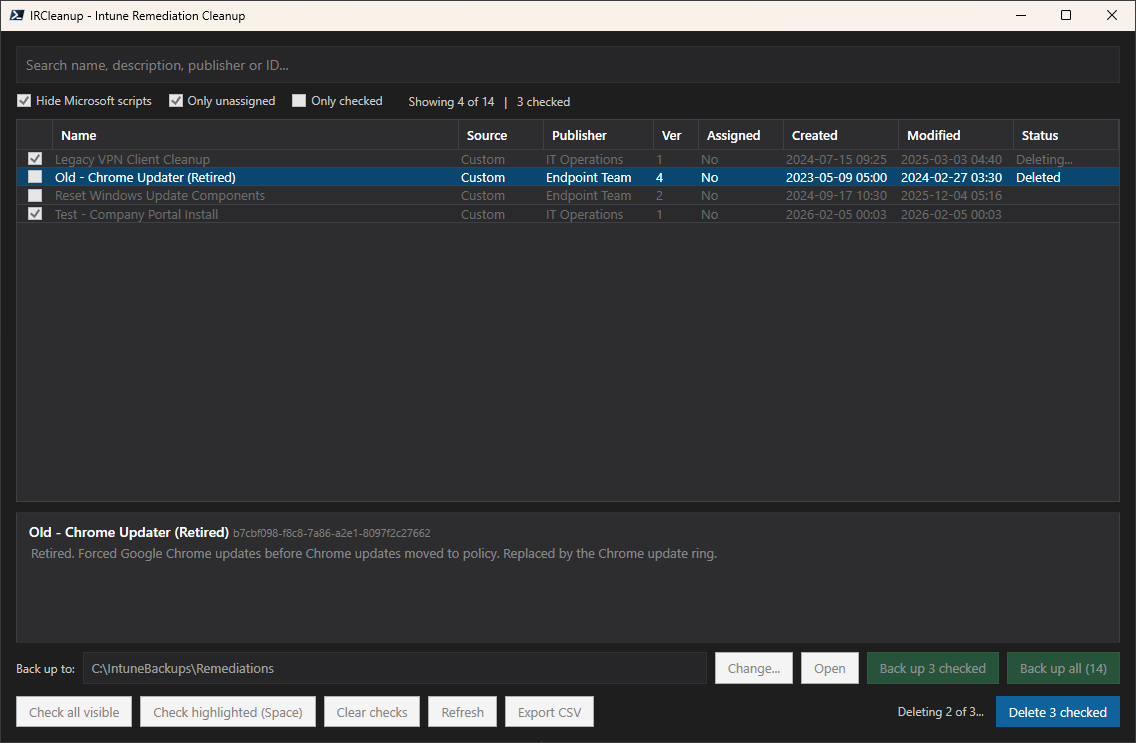 IRCleanup - Intune Remediation Cleanup
Search name, description, publisher or ID...
Hide Microsoft scripts Only unassigned Only checked Showing 4 of 14 | 3 checked
Name Source Publisher Ver Assigned Created Modified Status
Legacy VPN Client Cleanup Custom IT Operations 1 No 2024-07-15 09:25 2025-03-03 04:40 Deleting...
Old - Chrome Updater (Retired) Custom Endpoint Team 4 No 2023-05-09 05:00 2024-02-27 03:30 Deleted
Reset Windows Update Components Custom Endpoint Team 2 No 2024-09-17 10:30 2025-12-04 05:16
Test - Company Portal Install Custom IT Operations 1 No 2026-02-05 00:03 2026-02-05 00:03
Old - Chrome Updater (Retired) b7cbf098-f8c8-7a86-a2e1-8097f2c27662
Retired. Forced Google Chrome updates before Chrome updates moved to policy. Replaced by the Chrome update ring.
Back up to: C:\IntuneBackups\Remediations Change... Open Back up 3 checked Back up all (14)
Check all visible Check highlighted (Space) Clear checks Refresh Export CSV Deleting 2 of 3... Delete 3 checked